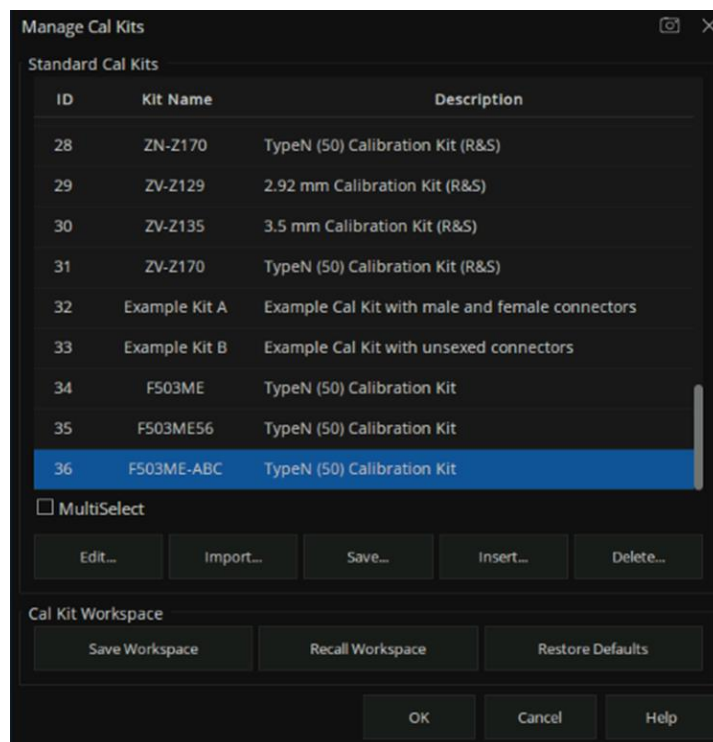 Manage Cal Kits
Standard Cal Kits
ID Kit Name Description
28 ZN-Z170 TypeN (50) Calibration Kit (R&S)
29 ZV-Z129 2.92 mm Calibration Kit (R&S)
30 ZV-Z135 3.5 mm Calibration Kit (R&S)
31 ZV-Z170 TypeN (50) Calibration Kit (R&S)
32 Example Kit A Example Cal Kit with male and female connectors
33 Example Kit B Example Cal Kit with unsexed connectors
34 F503ME TypeN (50) Calibration Kit
35 F503ME56 TypeN (50) Calibration Kit
36 F503ME-ABC TypeN (50) Calibration Kit
MultiSelect
Edit... Import... Save... Insert... Delete...
Cal Kit Workspace
Save Workspace Recall Workspace Restore Defaults
OK Cancel Help